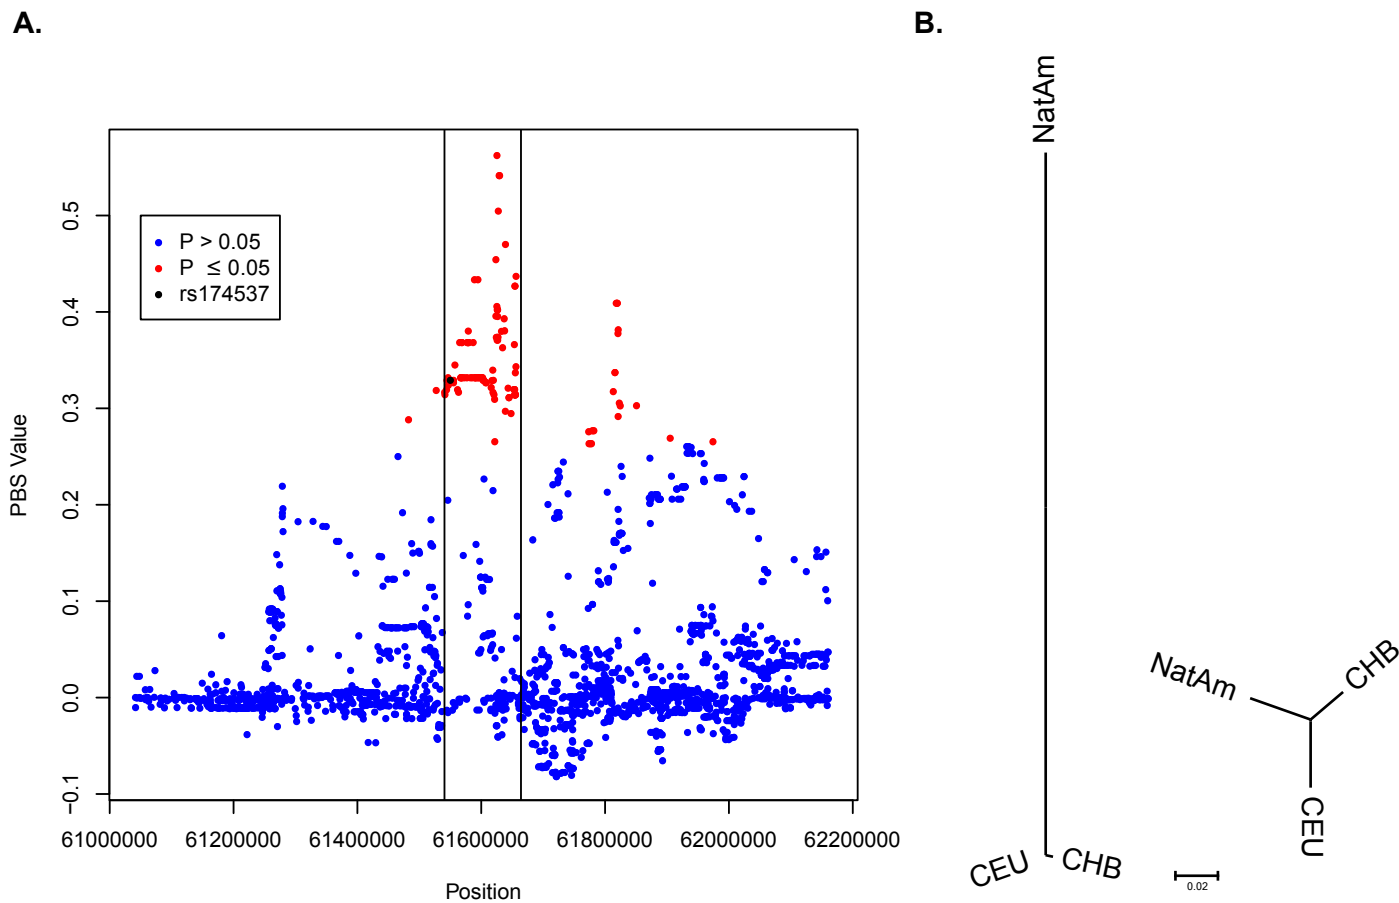 A.
B.
PBS Value
0.5
0.4
0.3
0.2
0.1
0.0
−0.1
P > 0.05
P ≤ 0.05
rs174537
61000000 61200000 61400000 61600000 61800000 62000000 62200000
Position
NatAm
CEU CHB
NatAm
CHB
CEU
0.02